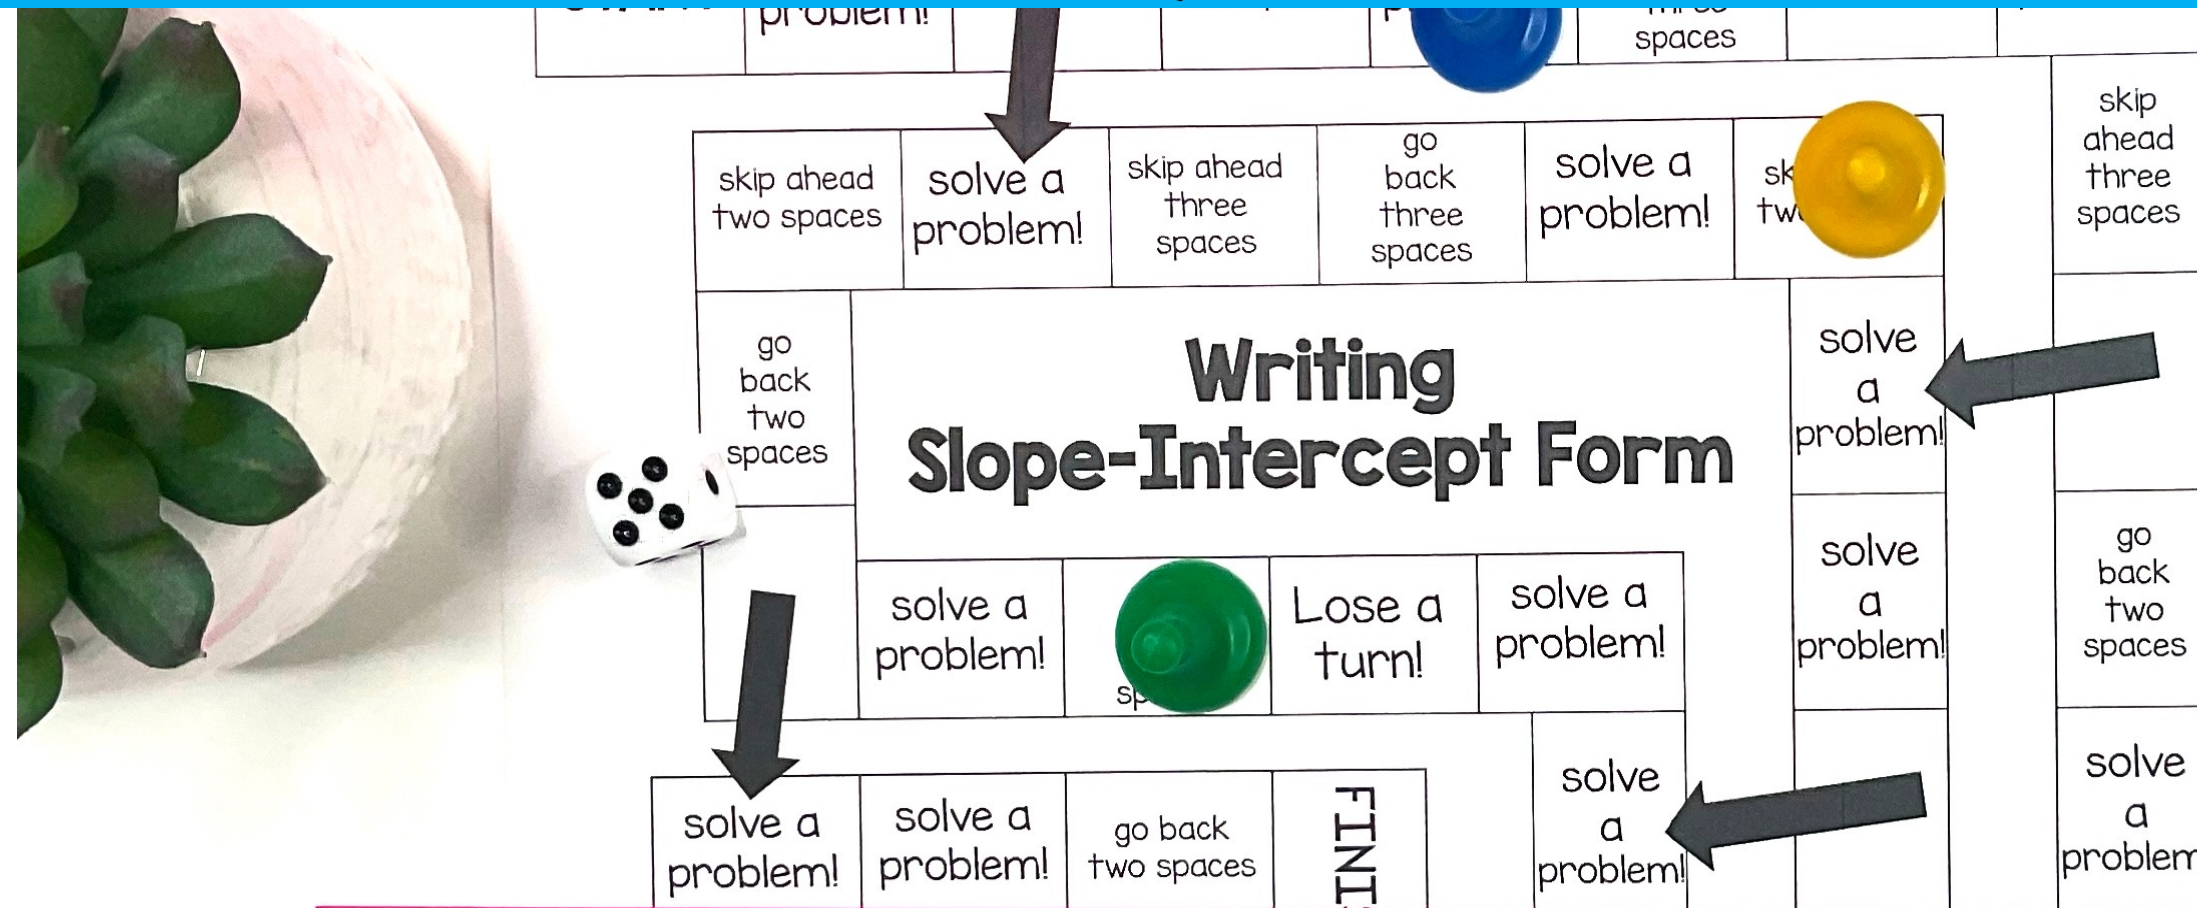 problem!
spaces
skip
ahead
three
spaces
skip ahead
two spaces
solve a
problem!
skip ahead
three
spaces
go
back
three
spaces
solve a
problem!
go
back
two
spaces
Writing
Slope-Intercept Form
solve
a
problem!
solve a
problem!
Lose a
turn!
solve a
problem!
solve
a
problem!
go
back
two
spaces
solve a
problem!
solve a
problem!
go back
two spaces
solve
a
problem!
solve
a
problem